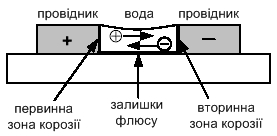 провідник вода провідник
+ + − −
первинна зона корозії
залишки флюсу
вторинна зона корозії